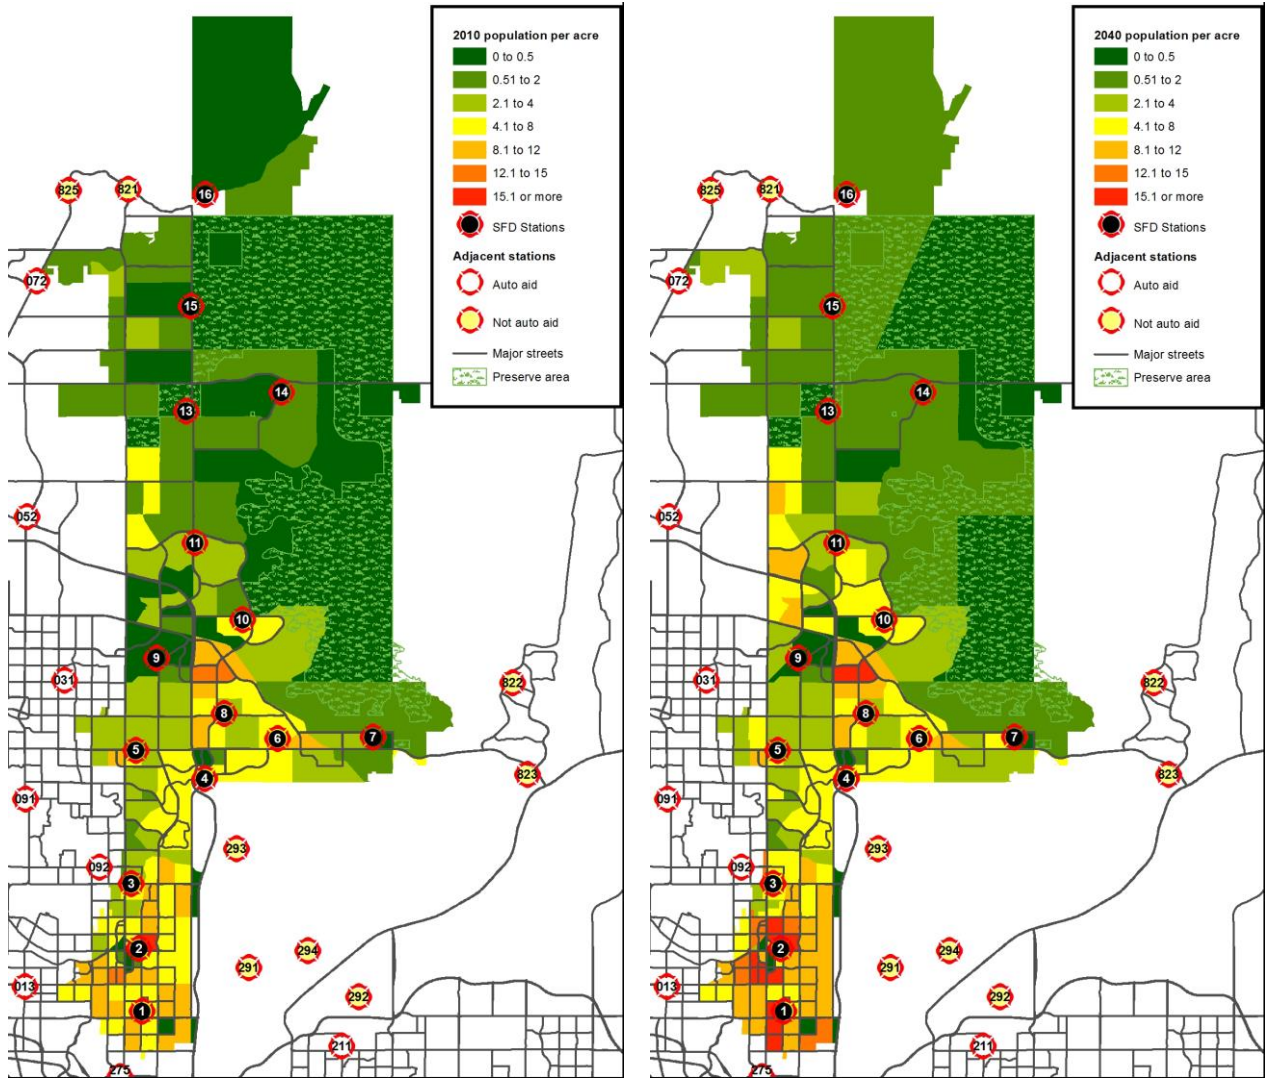 2010 population per acre
0 to 0.5
0.51 to 2
2.1 to 4
4.1 to 8
8.1 to 12
12.1 to 15
15.1 or more
SFD Stations
Adjacent stations
Auto aid
Not auto aid
Major streets
Preserve area
825
821
16
072
15
14
13
052
11
10
9
031
822
8
6
7
5
4
823
091
293
092
3
2
294
291
013
292
1
211
275
2040 population per acre
0 to 0.5
0.51 to 2
2.1 to 4
4.1 to 8
8.1 to 12
12.1 to 15
15.1 or more
SFD Stations
Adjacent stations
Auto aid
Not auto aid
Major streets
Preserve area
825
821
16
072
15
14
13
052
11
10
9
031
822
8
6
7
5
4
823
091
293
092
3
2
294
291
013
292
1
211
275